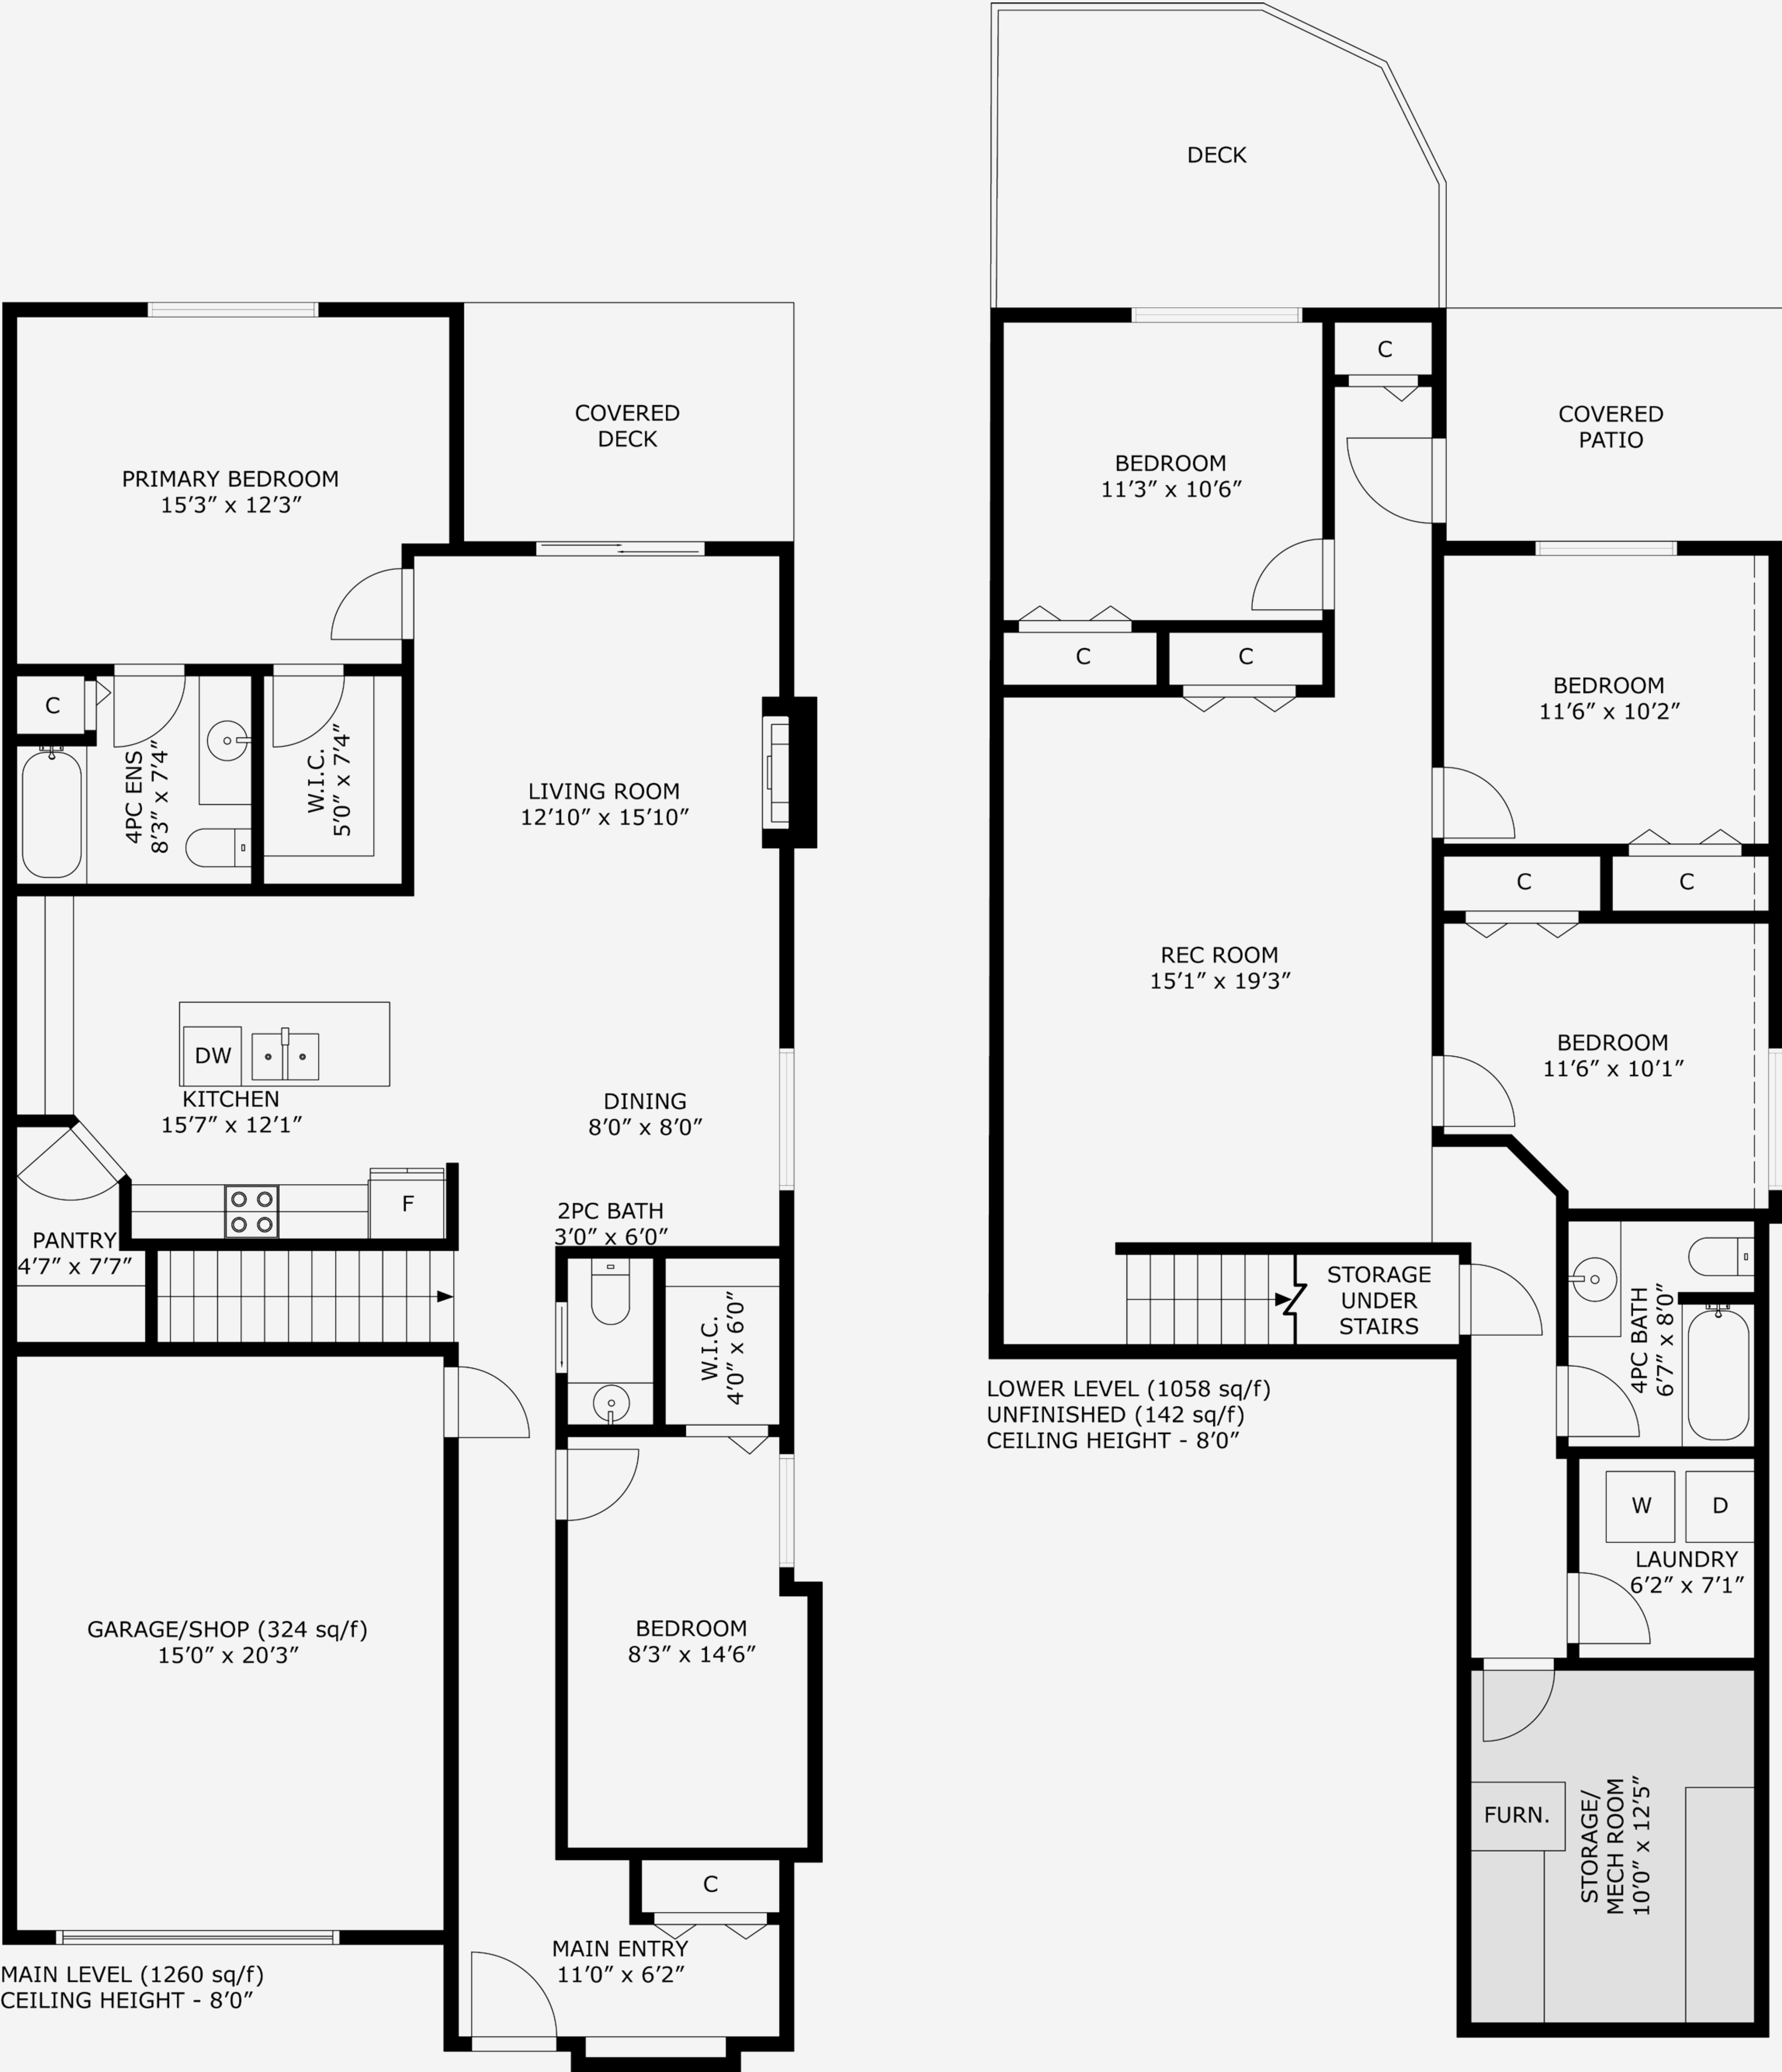 PRIMARY BEDROOM
15'3" x 12'3"
COVERED
DECK
C
4PC ENS
8'3" x 7'4"
W.I.C.
5'0" x 7'4"
LIVING ROOM
12'10" x 15'10"
DW
KITCHEN
15'7" x 12'1"
DINING
8'0" x 8'0"
F
PANTRY
4'7" x 7'7"
2PC BATH
3'0" x 6'0"
W.I.C.
4'0" x 6'0"
GARAGE/SHOP (324 sq/f)
15'0" x 20'3"
BEDROOM
8'3" x 14'6"
C
MAIN ENTRY
11'0" x 6'2"
MAIN LEVEL (1260 sq/f)
CEILING HEIGHT - 8'0"
DECK
C
COVERED
PATIO
BEDROOM
11'3" x 10'6"
C
C
BEDROOM
11'6" x 10'2"
C
C
REC ROOM
15'1" x 19'3"
BEDROOM
11'6" x 10'1"
STORAGE
UNDER
STAIRS
4PC BATH
6'7" x 8'0"
LOWER LEVEL (1058 sq/f)
UNFINISHED (142 sq/f)
CEILING HEIGHT - 8'0"
W
D
LAUNDRY
6'2" x 7'1"
FURN.
STORAGE/
MECH ROOM
10'0" x 12'5"